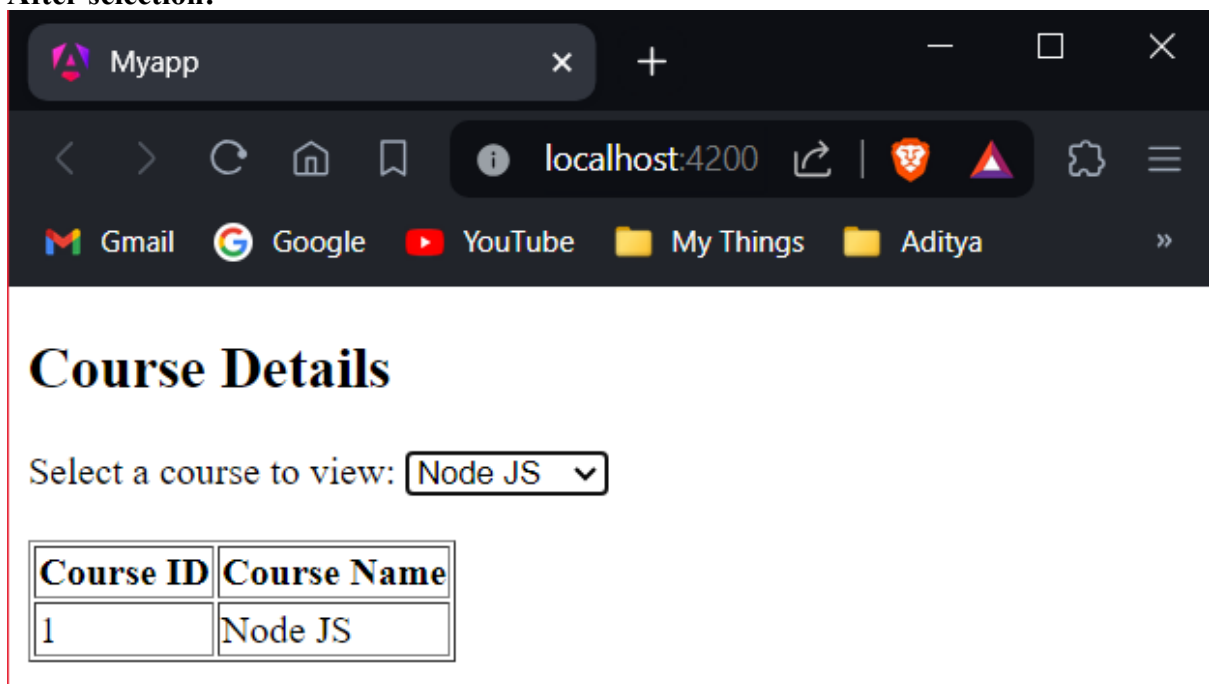 After selection:
Myapp
localhost:4200
Gmail Google YouTube My Things Aditya »
Course Details
Select a course to view: Node JS
Course ID Course Name
1 Node JS